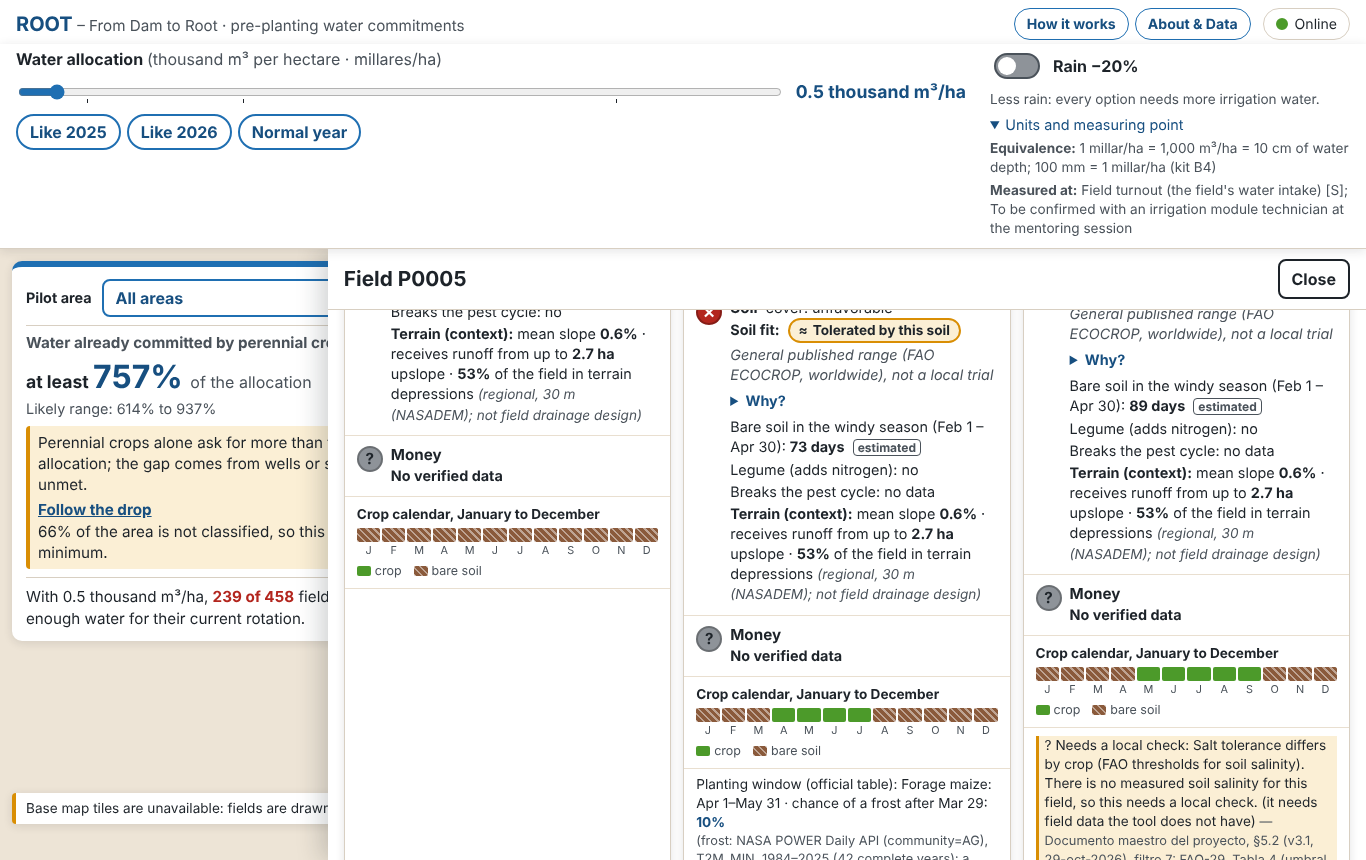 ROOT – From Dam to Root · pre-planting water commitments
How it works
About & Data
Online
Water allocation (thousand m³ per hectare · millares/ha)
0.5 thousand m³/ha
Like 2025
Like 2026
Normal year
Rain −20%
Less rain: every option needs more irrigation water.
▼ Units and measuring point
Equivalence: 1 millar/ha = 1,000 m³/ha = 10 cm of water
depth; 100 mm = 1 millar/ha (kit B4)
Measured at: Field turnout (the field's water intake) [S];
To be confirmed with an irrigation module technician at
the mentoring session
Pilot area
All areas
Water already committed by perennial
at least 757% of the allocation
Likely range: 614% to 937%
Perennial crops alone ask for more than
allocation; the gap comes from wells or
unmet.
Follow the drop
66% of the area is not classified, so this
minimum.
With 0.5 thousand m³/ha, 239 of 458
enough water for their current rotation.
Base map tiles are unavailable: fields are
Field P0005
Close
Breaks the pest cycle: no
Terrain (context): mean slope 0.6% ·
receives runoff from up to 2.7 ha
upslope · 53% of the field in terrain
depressions (regional, 30 m
(NASADEM); not field drainage design)
? Money
No verified data
Crop calendar, January to December
J F M A M J J A S O N D
crop bare soil
Soil cover: unfavorable
Soil fit: ≈ Tolerated by this soil
General published range (FAO
ECOCROP, worldwide), not a local trial
▶ Why?
Bare soil in the windy season (Feb 1 –
Apr 30): 73 days estimated
Legume (adds nitrogen): no
Breaks the pest cycle: no data
Terrain (context): mean slope 0.6% ·
receives runoff from up to 2.7 ha
upslope · 53% of the field in terrain
depressions (regional, 30 m
(NASADEM); not field drainage design)
? Money
No verified data
Crop calendar, January to December
J F M A M J J A S O N D
crop bare soil
Planting window (official table): Forage maize:
Apr 1–May 31 · chance of a frost after Mar 29:
10%
(frost: NASA POWER Daily API (community=AG),
T2M_MIN, 1984–2025 (42 complete years); a
General published range (FAO
ECOCROP, worldwide), not a local trial
▶ Why?
Bare soil in the windy season (Feb 1 –
Apr 30): 89 days estimated
Legume (adds nitrogen): no
Breaks the pest cycle: no data
Terrain (context): mean slope 0.6% ·
receives runoff from up to 2.7 ha
upslope · 53% of the field in terrain
depressions (regional, 30 m
(NASADEM); not field drainage design)
? Money
No verified data
Crop calendar, January to December
J F M A M J J A S O N D
crop bare soil
? Needs a local check: Salt tolerance differs
by crop (FAO thresholds for soil salinity).
There is no measured soil salinity for this
field, so this needs a local check. (it needs
field data the tool does not have) —
Documento maestro del proyecto, §5.2 (v3.1,
29-oct-2026), filtro 7; FAO-29, Tabla 4 (umbral